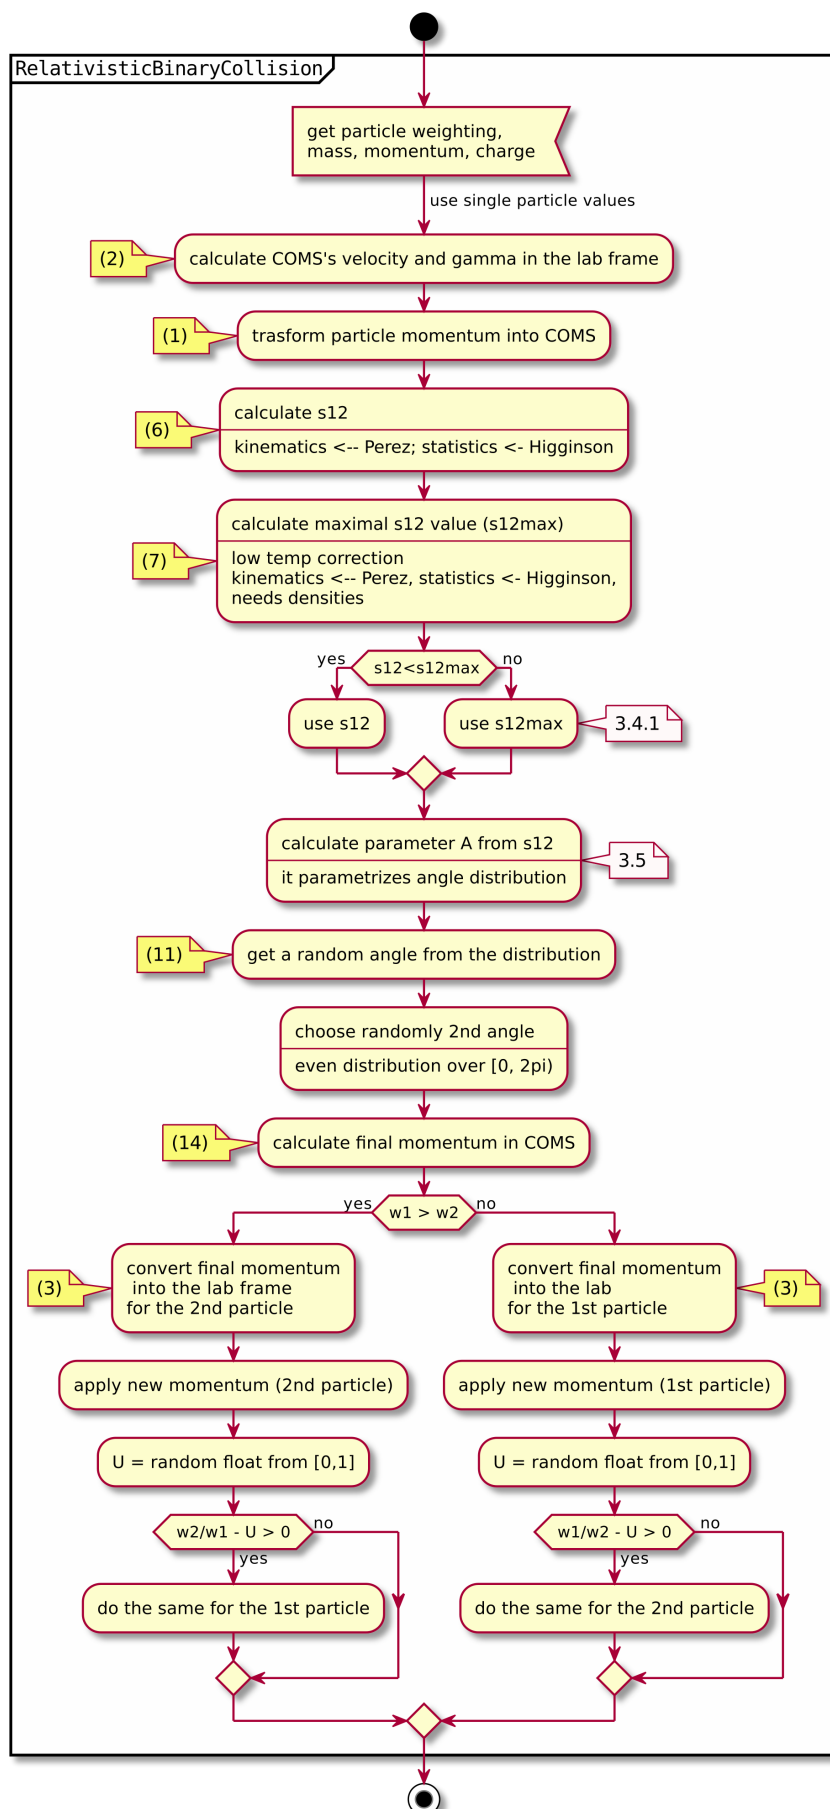 RelativisticBinaryCollision
get particle weighting,
mass, momentum, charge
use single particle values
(2)
calculate COMS's velocity and gamma in the lab frame
(1)
trasform particle momentum into COMS
(6)
calculate s12
kinematics <-- Perez; statistics <- Higginson
(7)
calculate maximal s12 value (s12max)
low temp correction
kinematics <-- Perez, statistics <- Higginson,
needs densities
yes
s12<s12max
no
use s12
use s12max
3.4.1
calculate parameter A from s12
it parametrizes angle distribution
3.5
(11)
get a random angle from the distribution
choose randomly 2nd angle
even distribution over [0, 2pi)
(14)
calculate final momentum in COMS
yes
w1 > w2
no
(3)
convert final momentum
into the lab frame
for the 2nd particle
apply new momentum (2nd particle)
U = random float from [0,1]
w2/w1 - U > 0
no
yes
do the same for the 1st particle
convert final momentum
into the lab
for the 1st particle
(3)
apply new momentum (1st particle)
U = random float from [0,1]
w1/w2 - U > 0
no
yes
do the same for the 2nd particle